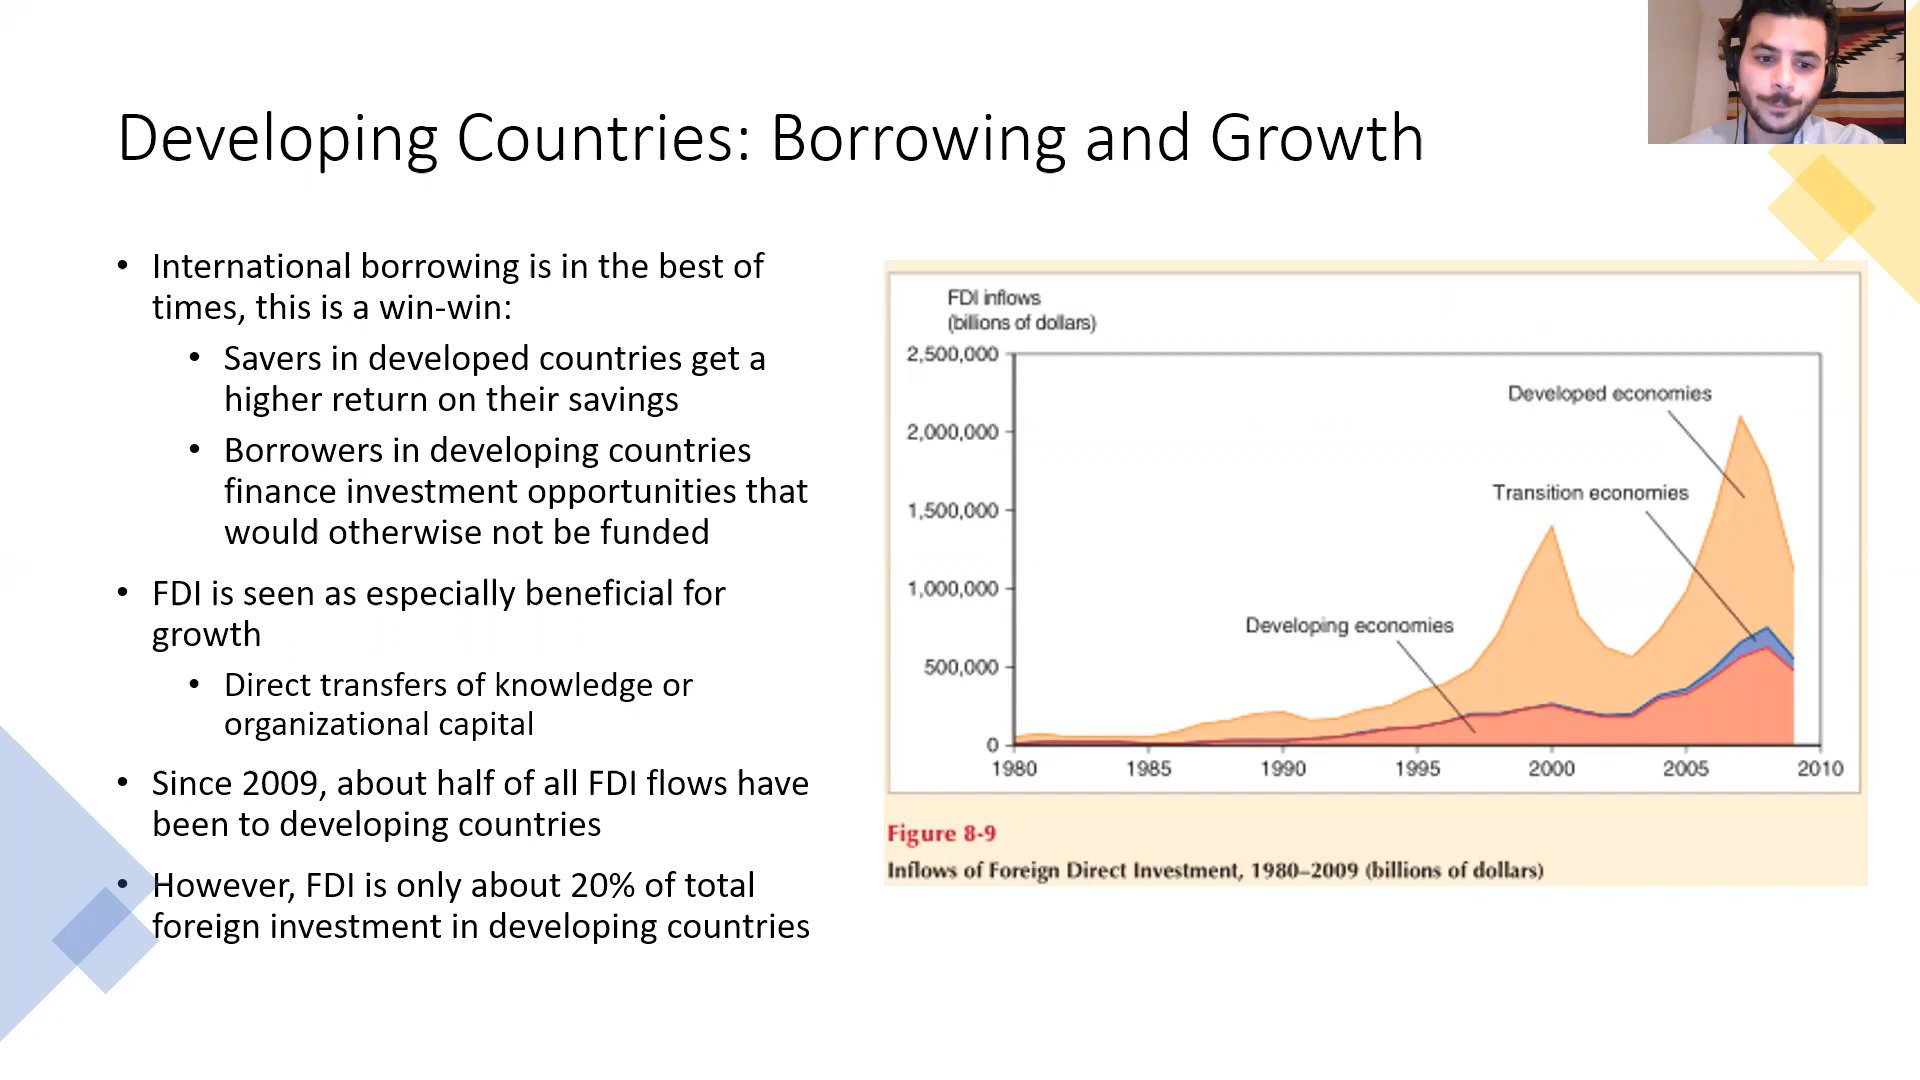 Developing Countries: Borrowing and Growth
• International borrowing is in the best of
times, this is a win-win:
• Savers in developed countries get a
higher return on their savings
• Borrowers in developing countries
finance investment opportunities that
would otherwise not be funded
• FDI is seen as especially beneficial for
growth
• Direct transfers of knowledge or
organizational capital
• Since 2009, about half of all FDI flows have
been to developing countries
• However, FDI is only about 20% of total
foreign investment in developing countries
FDI inflows
(billions of dollars)
2,500,000
2,000,000
1,500,000
1,000,000
500,000
0
Developed economies
Transition economies
Developing economies
1980 1985 1990 1995 2000 2005 2010
Figure 8-9
Inflows of Foreign Direct Investment, 1980–2009 (billions of dollars)